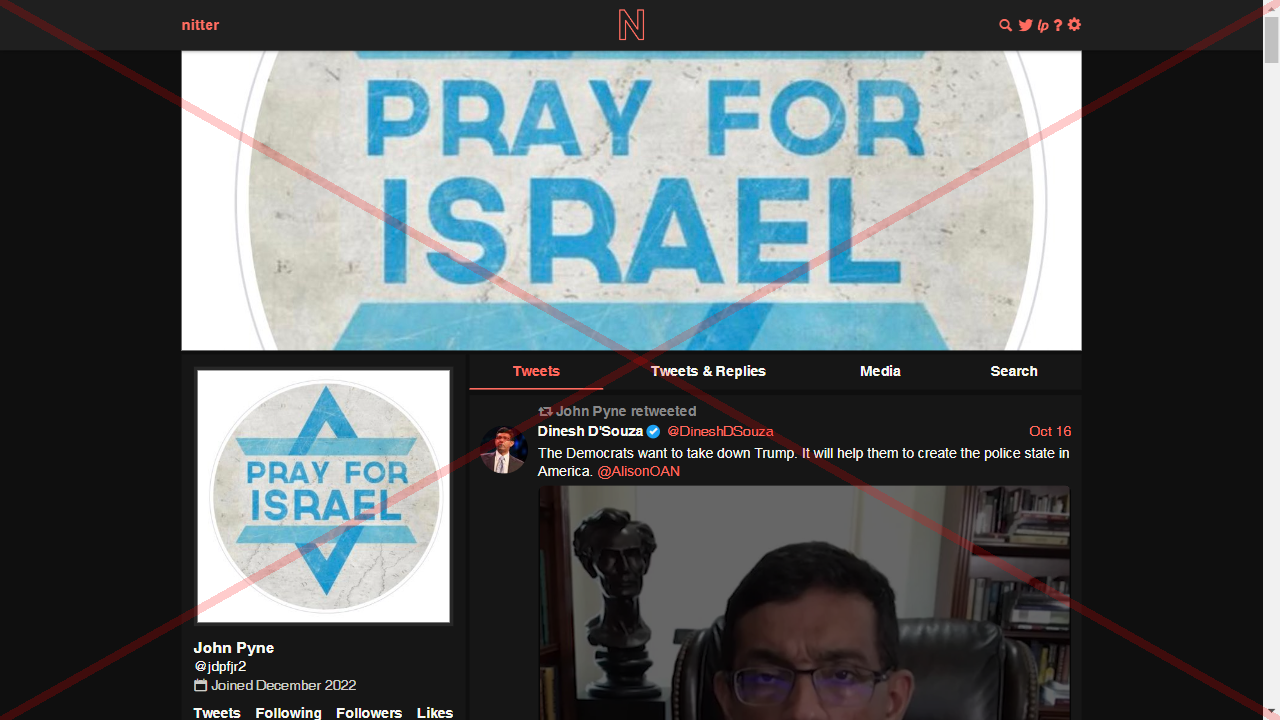 nitter
N
lp ?
PRAY FOR
ISRAEL
Tweets Tweets & Replies Media Search
PRAY FOR
ISRAEL
John Pyne
@jdpfjr2
Joined December 2022
Tweets Following Followers Likes
John Pyne retweeted
Dinesh D'Souza @DineshDSouza Oct 16
The Democrats want to take down Trump. It will help them to create the police state in
America. @AlisonOAN